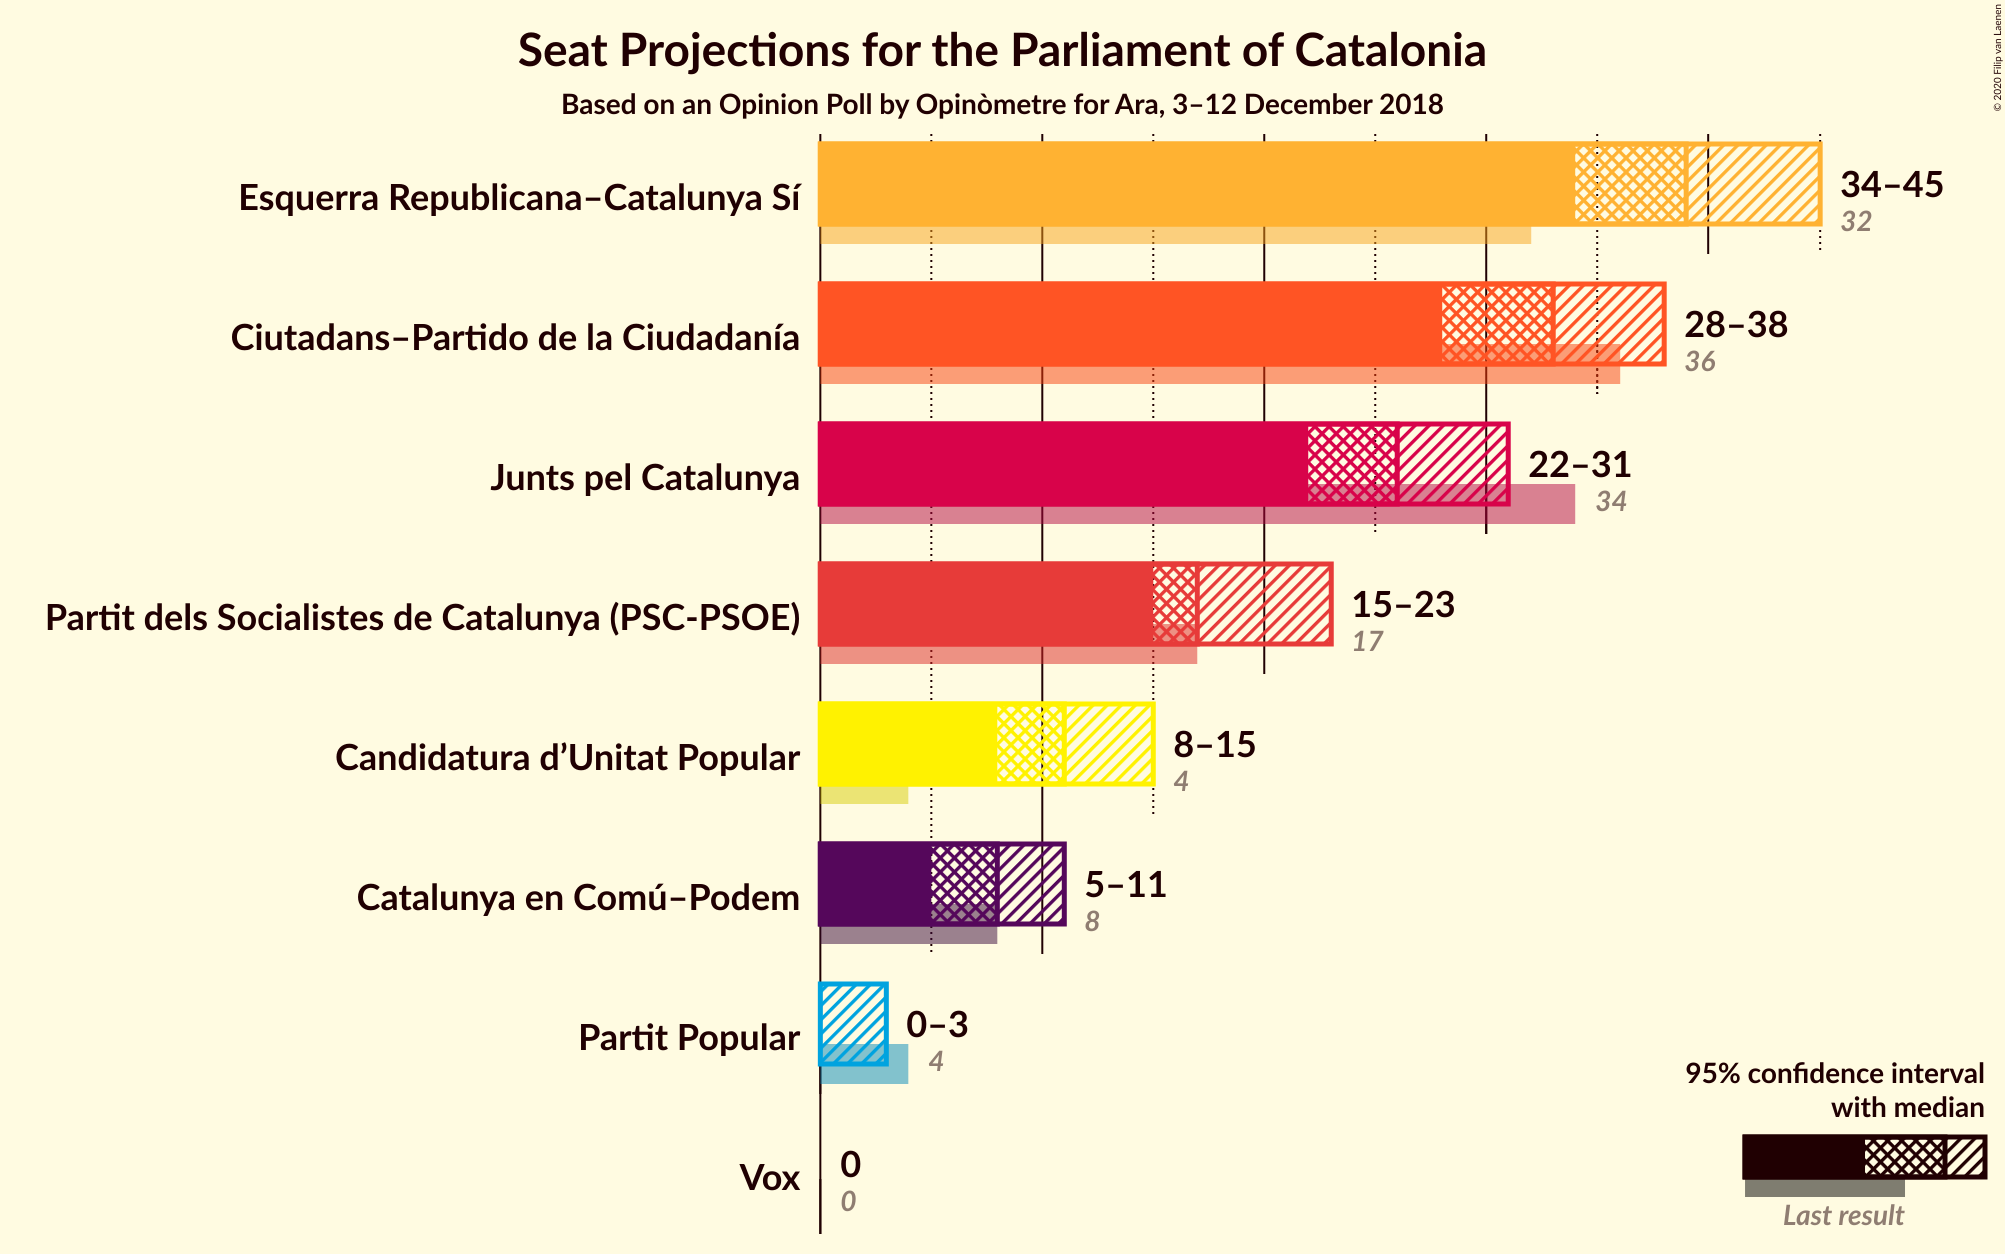 Seat Projections for the Parliament of Catalonia
Based on an Opinion Poll by Opinòmetre for Ara, 3–12 December 2018
© 2020 Filip van Laenen
Esquerra Republicana–Catalunya Sí
34–45
32
Ciutadans–Partido de la Ciudadanía
28–38
36
Junts pel Catalunya
22–31
34
Partit dels Socialistes de Catalunya (PSC-PSOE)
15–23
17
Candidatura d’Unitat Popular
8–15
4
Catalunya en Comú–Podem
5–11
8
Partit Popular
0–3
4
Vox
0
0
95% confidence interval
with median
Last result